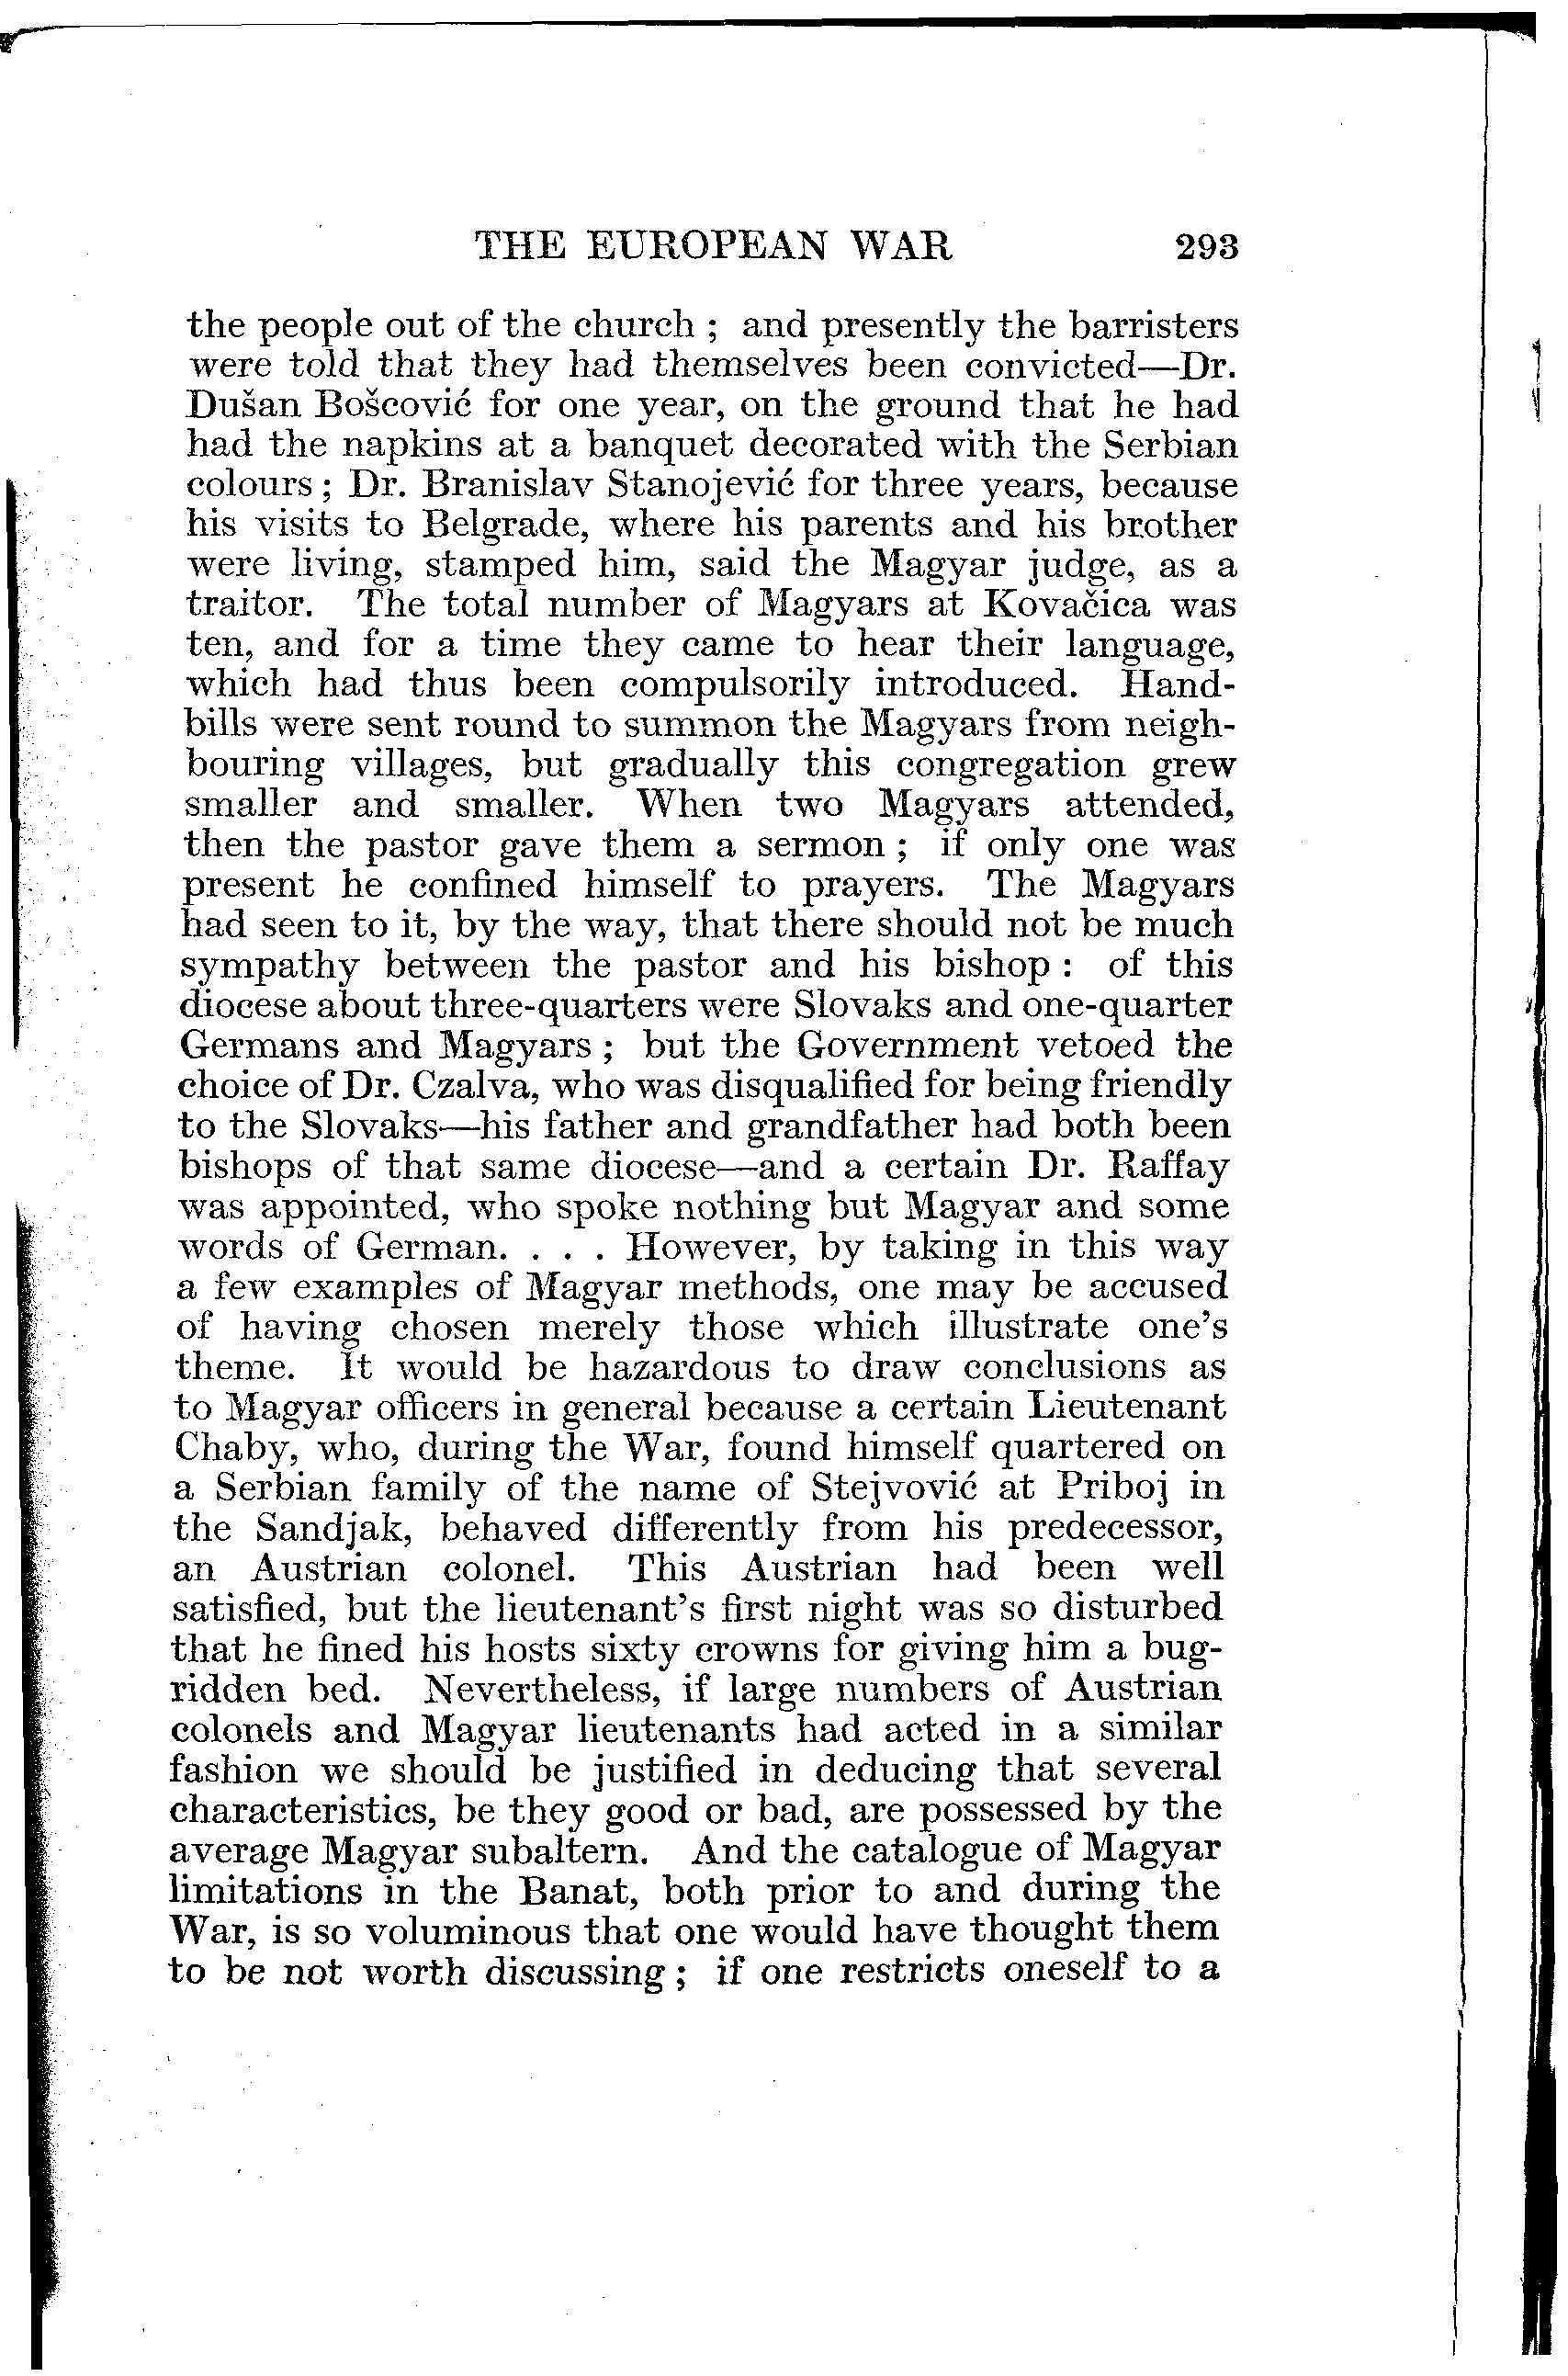 THE EUROPEAN WAR 293
the people out of the church ; and presently the barristers
were told that they had themselves been convicted—Dr.
Dušan Boščović for one year, on the ground that he had
had the napkins at a banquet decorated with the Serbian
colours ; Dr. Branislav Stanojević for three years, because
his visits to Belgrade, where his parents and his brother
were living, stamped him, said the Magyar judge, as a
traitor. The total number of Magyars at Kovačica was
ten, and for a time they came to hear their language,
which had thus been compulsorily introduced. Hand-
bills were sent round to summon the Magyars from neigh-
bouring villages, but gradually this congregation grew
smaller and smaller. When two Magyars attended,
then the pastor gave them a sermon ; if only one was
present he confined himself to prayers. The Magyars
had seen to it, by the way, that there should not be much
sympathy between the pastor and his bishop : of this
diocese about three-quarters were Slovaks and one-quarter
Germans and Magyars ; but the Government vetoed the
choice of Dr. Czalva, who was disqualified for being friendly
to the Slovaks—his father and grandfather had both been
bishops of that same diocese—and a certain Dr. Raffay
was appointed, who spoke nothing but Magyar and some
words of German. . . . However, by taking in this way
a few examples of Magyar methods, one may be accused
of having chosen merely those which illustrate one's
theme. It would be hazardous to draw conclusions as
to Magyar officers in general because a certain Lieutenant
Chaby, who, during the War, found himself quartered on
a Serbian family of the name of Stejvović at Priboj in
the Sandjak, behaved differently from his predecessor,
an Austrian colonel. This Austrian had been well
satisfied, but the lieutenant's first night was so disturbed
that he fined his hosts sixty crowns for giving him a bug-
ridden bed. Nevertheless, if large numbers of Austrian
colonels and Magyar lieutenants had acted in a similar
fashion we should be justified in deducing that several
characteristics, be they good or bad, are possessed by the
average Magyar subaltern. And the catalogue of Magyar
limitations in the Banat, both prior to and during the
War, is so voluminous that one would have thought them
to be not worth discussing ; if one restricts oneself to a